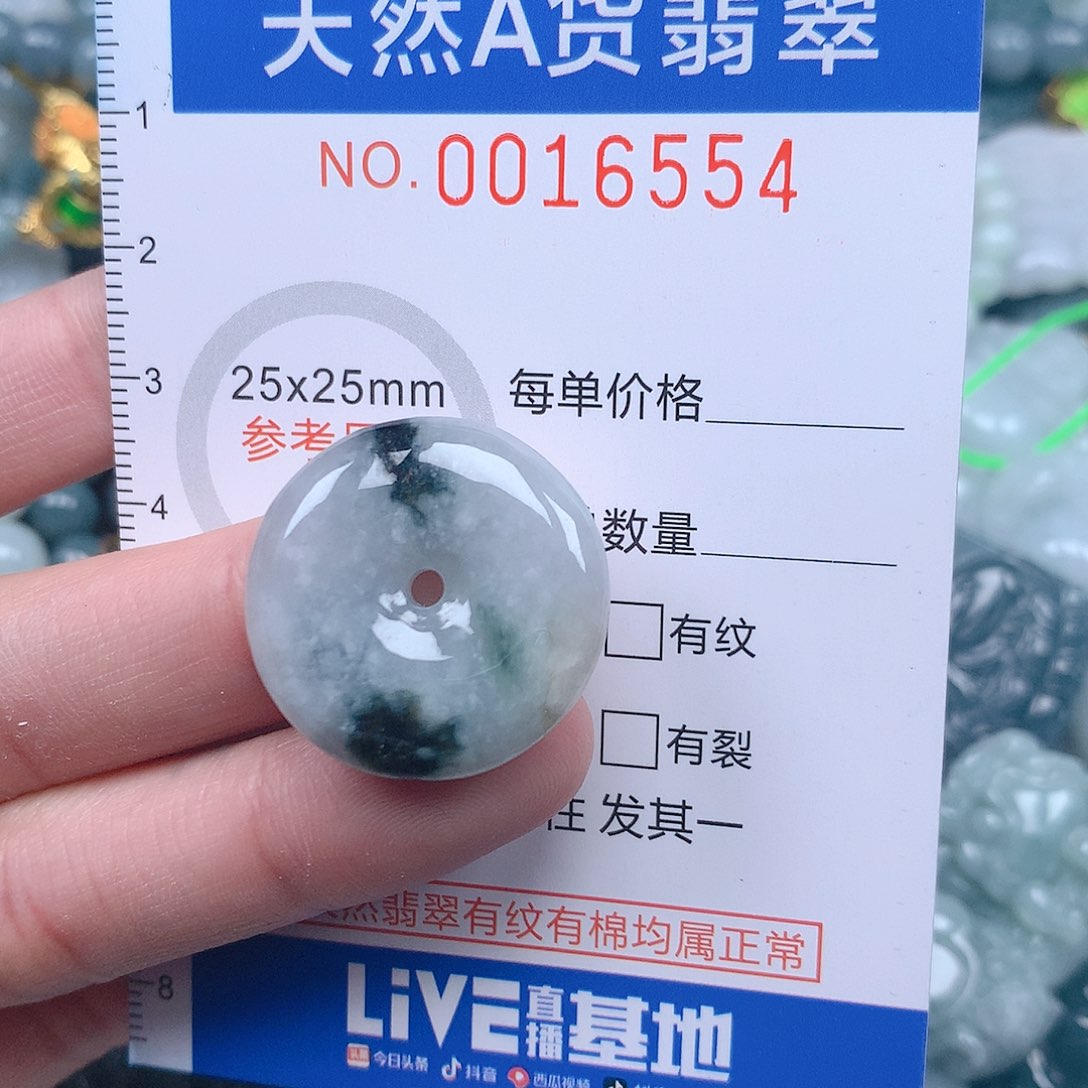 天然A货翡翠
1
NO.0016554
2
3
25x25mm
每单价格
参考
4
数量
有纹
有裂
发其一
然翡翠有纹有棉均属正常
8
LiVE直播基地
今日头条 抖音 西瓜视频